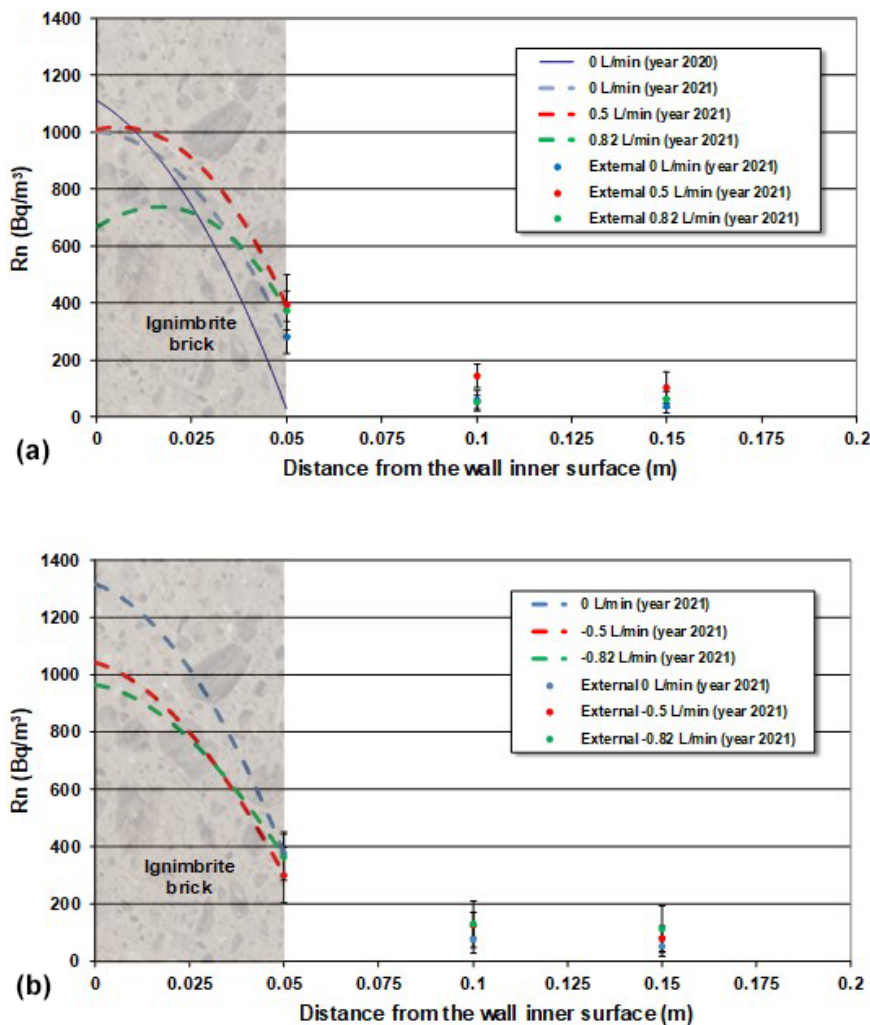 1400
1200
1000
800
600
400
200
0
Rn (Bq/m³)
0 L/min (year 2020)
0 L/min (year 2021)
0.5 L/min (year 2021)
0.82 L/min (year 2021)
External 0 L/min (year 2021)
External 0.5 L/min (year 2021)
External 0.82 L/min (year 2021)
Ignimbrite
brick
0 0.025 0.05 0.075 0.1 0.125 0.15 0.175 0.2
(a)
Distance from the wall inner surface (m)
1400
1200
1000
800
600
400
200
0
Rn (Bq/m³)
0 L/min (year 2021)
-0.5 L/min (year 2021)
-0.82 L/min (year 2021)
External 0 L/min (year 2021)
External -0.5 L/min (year 2021)
External -0.82 L/min (year 2021)
Ignimbrite
brick
0 0.025 0.05 0.075 0.1 0.125 0.15 0.175 0.2
(b)
Distance from the wall inner surface (m)